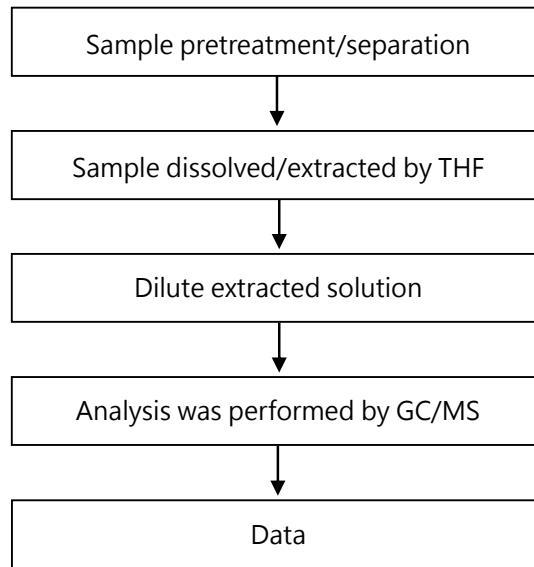 Sample pretreatment/separation
Sample dissolved/extracted by THF
Dilute extracted solution
Analysis was performed by GC/MS
Data